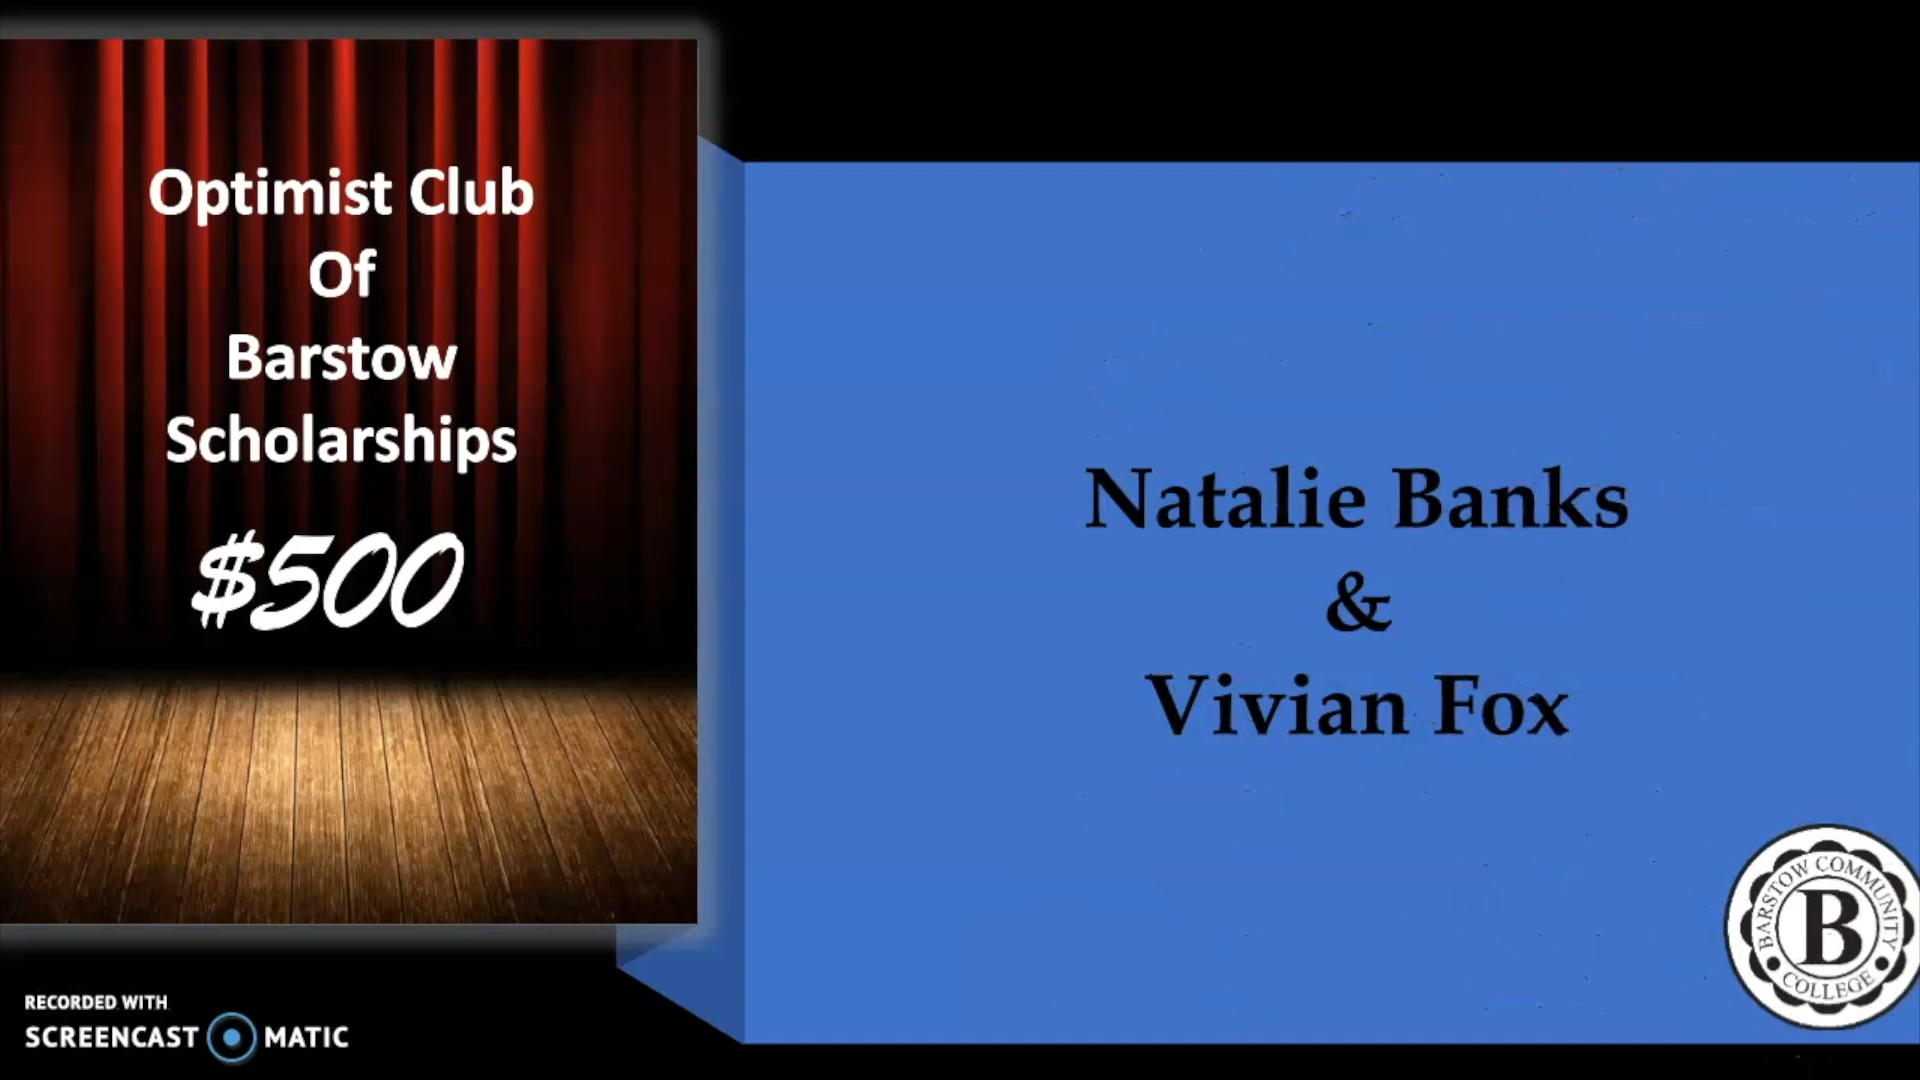 Optimist Club
Of
Barstow
Scholarships
$500
Natalie Banks
&
Vivian Fox
BARSTOW COMMUNITY
B
COLLEGE
RECORDED WITH
SCREENCAST MATIC